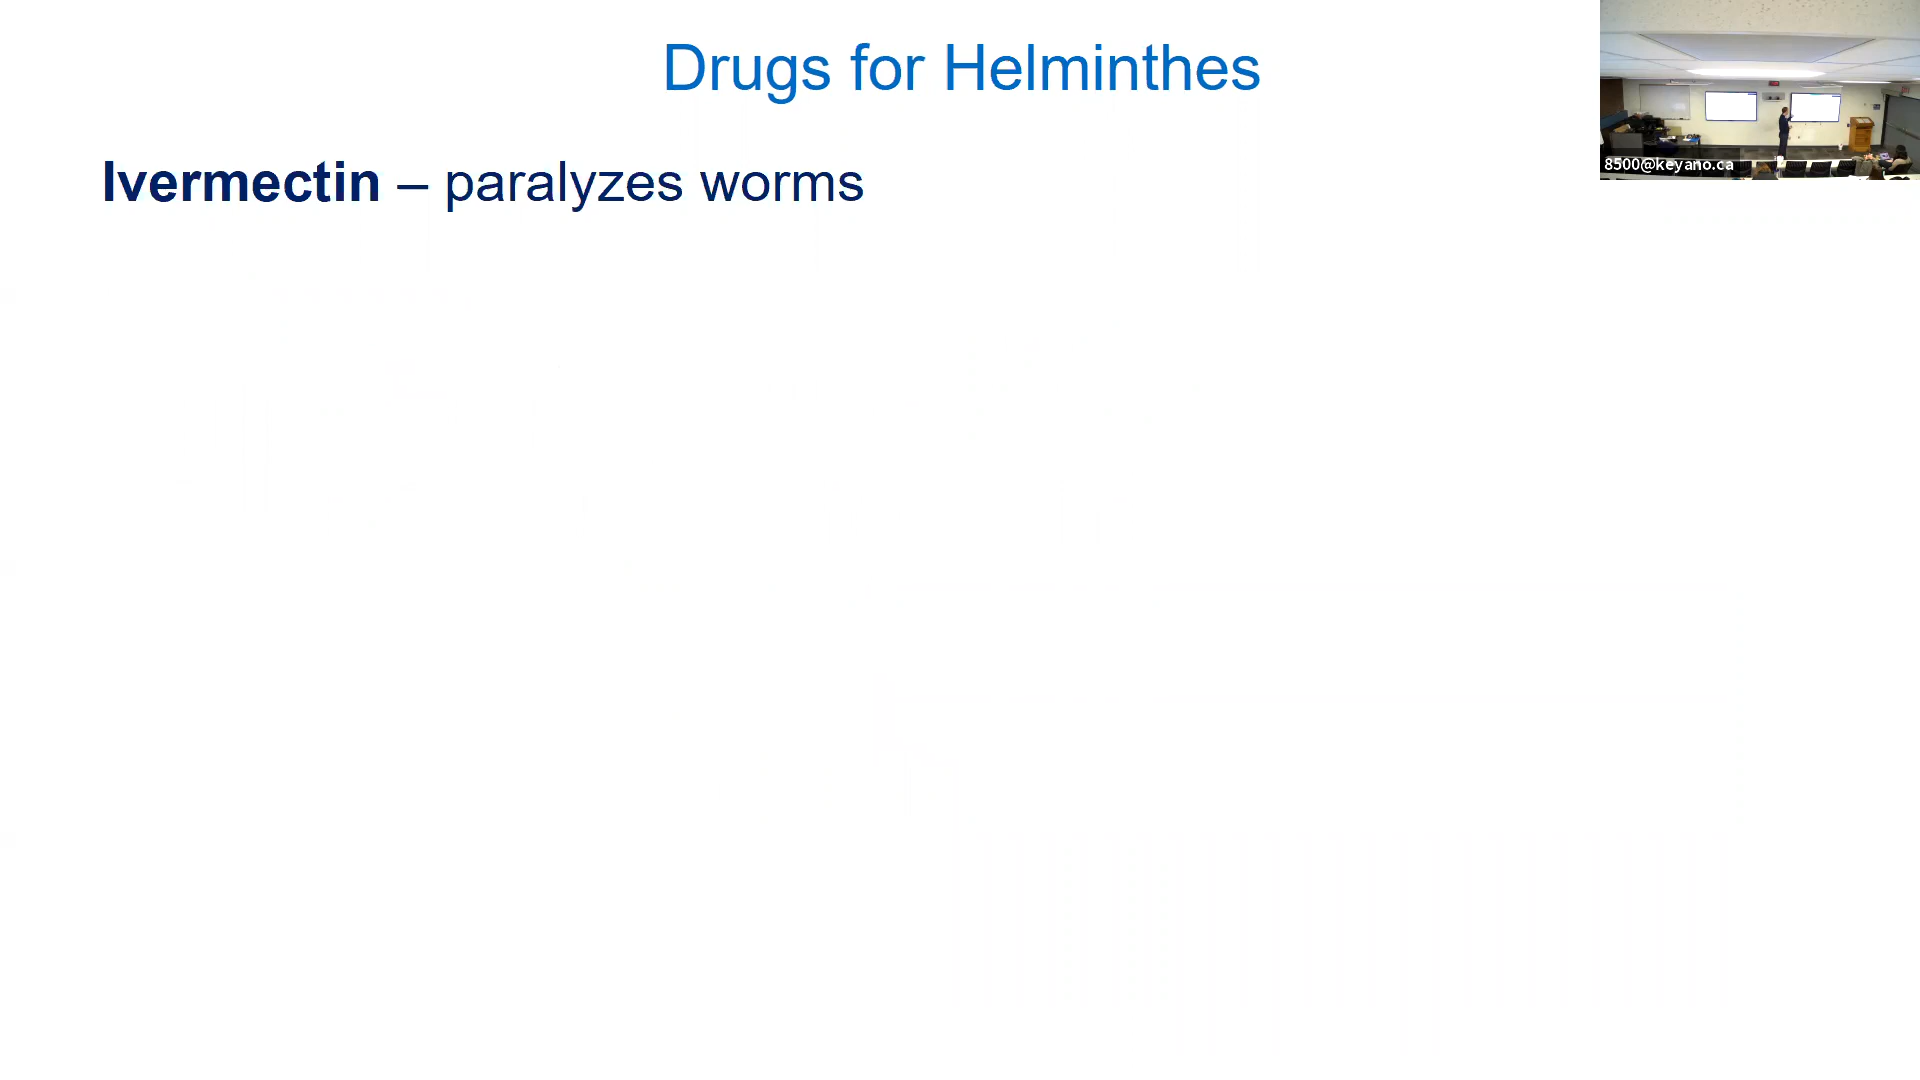 Drugs for Helminthes
Ivermectin – paralyzes worms
8500@keyano.ca